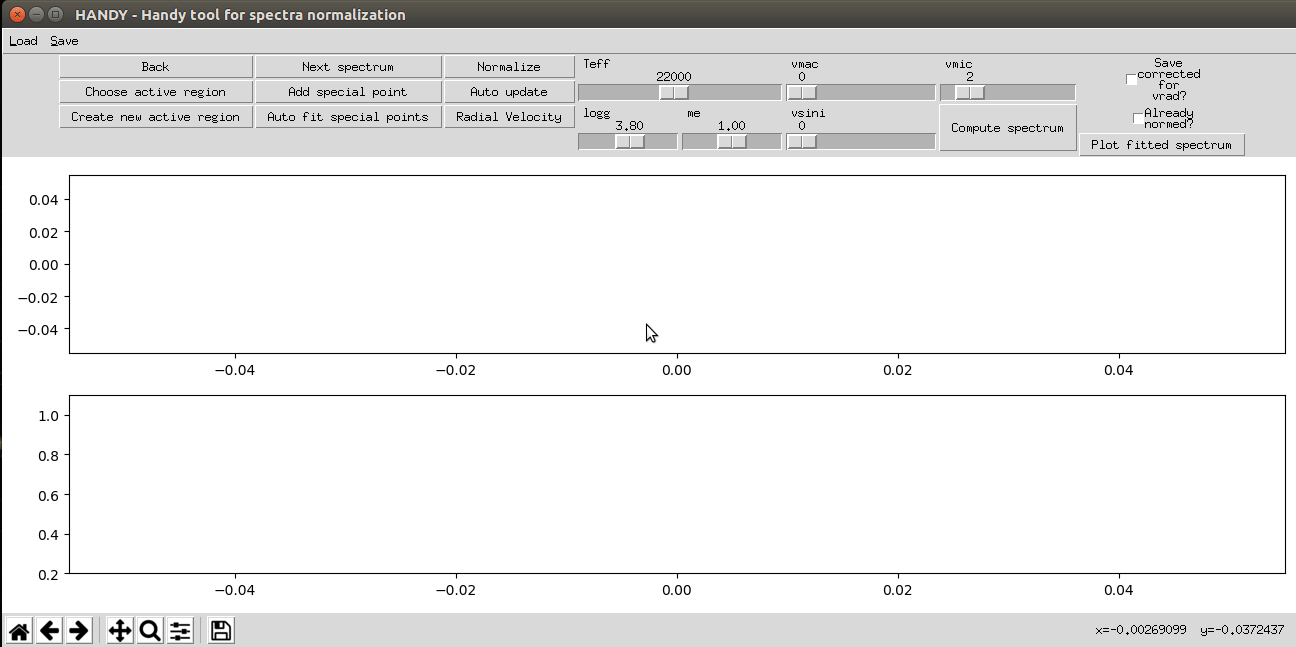 HANDY - Handy tool for spectra normalization
Load Save
Back Next spectrum Normalize
Choose active region Add special point Auto update
Create new active region Auto fit special points Radial Velocity
Teff vmac vmic
22000 0 2
logg me vsini
3.80 1.00 0
Compute spectrum
Save
corrected
for
vrad?
Already
normed?
Plot fitted spectrum
0.04
0.02
0.00
−0.02
−0.04
−0.04 −0.02 0.00 0.02 0.04
1.0
0.8
0.6
0.4
0.2
−0.04 −0.02 0.00 0.02 0.04
x=-0.00269099 y=-0.0372437